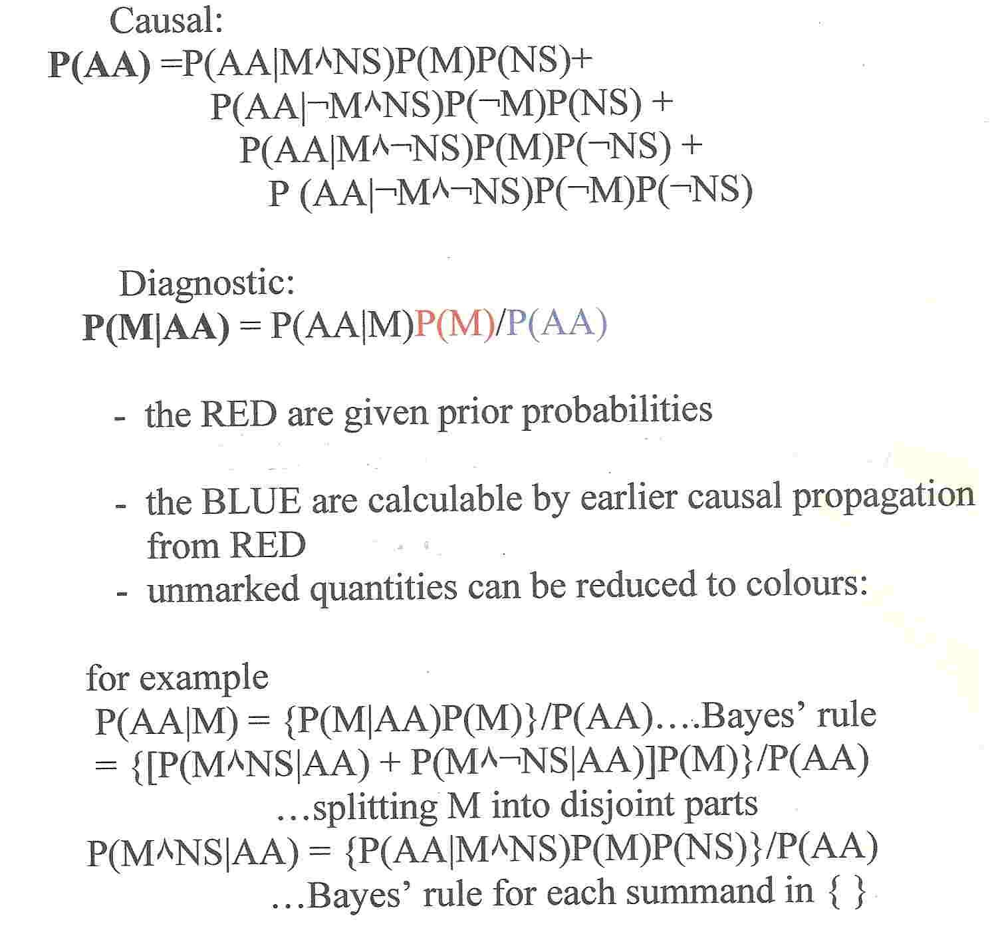 Causal:
P(AA) =P(AA|M^NS)P(M)P(NS)+
P(AA|¬M^NS)P(¬M)P(NS) +
P(AA|M^¬NS)P(M)P(¬NS) +
P (AA|¬M^¬NS)P(¬M)P(¬NS)
Diagnostic:
P(M|AA) = P(AA|M)P(M)/P(AA)
- the RED are given prior probabilities
- the BLUE are calculable by earlier causal propagation
from RED
- unmarked quantities can be reduced to colours:
for example
P(AA|M) = {P(M|AA)P(M)}/P(AA)....Bayes’ rule
= {[P(M^NS|AA) + P(M^¬NS|AA)]P(M)}/P(AA)
...splitting M into disjoint parts
P(M^NS|AA) = {P(AA|M^NS)P(M)P(NS)}/P(AA)
...Bayes’ rule for each summand in { }